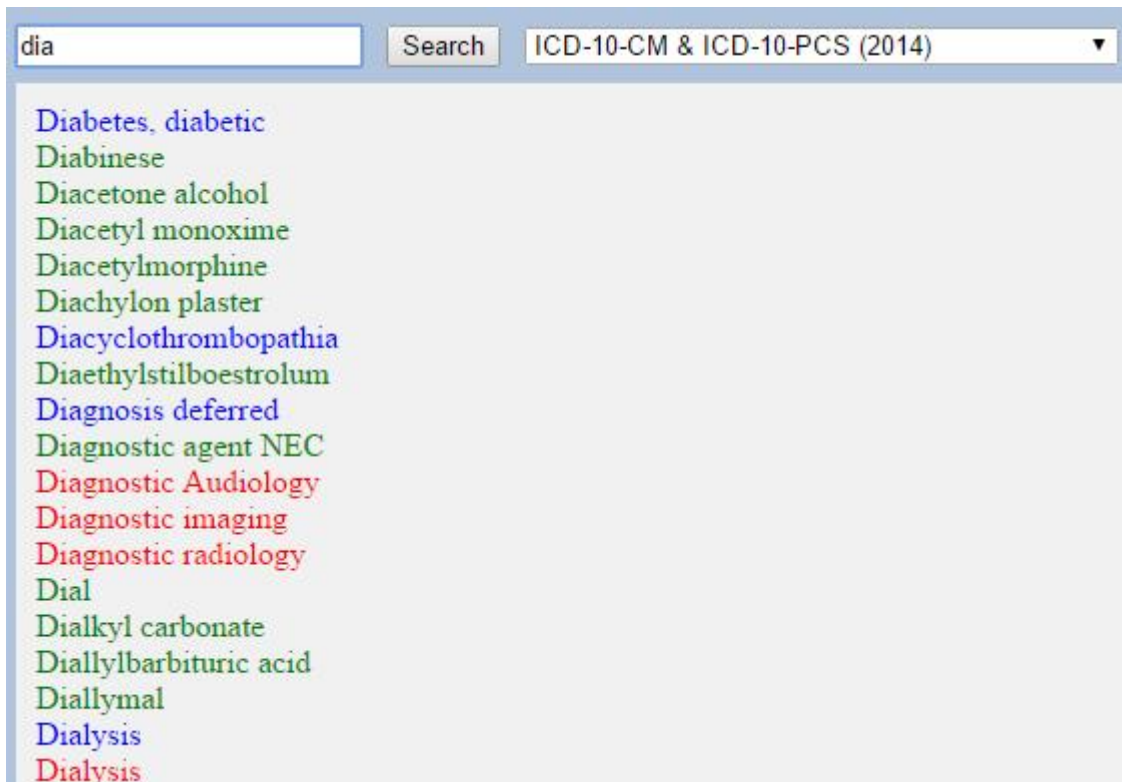 dia Search ICD-10-CM & ICD-10-PCS (2014)
Diabetes, diabetic
Diabinese
Diacetone alcohol
Diacetyl monoxime
Diacetylmorphine
Diachylon plaster
Diacyclothrombopathia
Diaethylstilboestrolum
Diagnosis deferred
Diagnostic agent NEC
Diagnostic Audiology
Diagnostic imaging
Diagnostic radiology
Dial
Dialkyl carbonate
Diallylbarbituric acid
Diallymal
Dialysis
Dialysis